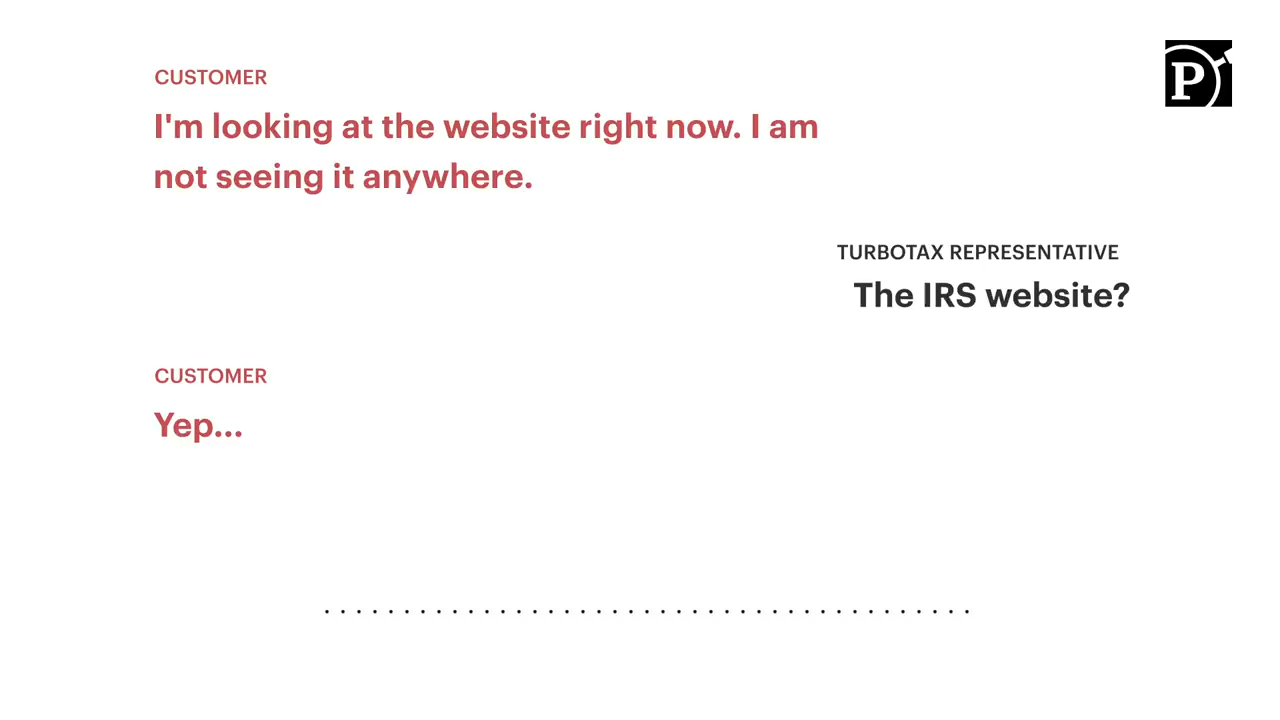 CUSTOMER
I'm looking at the website right now. I am
not seeing it anywhere.
TURBOTAX REPRESENTATIVE
The IRS website?
CUSTOMER
Yep...
P